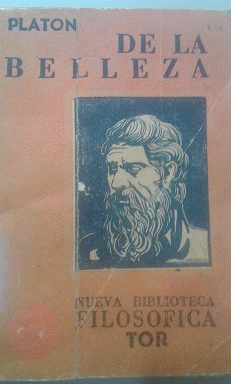 PLATON
DE LA
BELLEZA
NUEVA BIBLIOTECA
FILOSOFICA
TOR